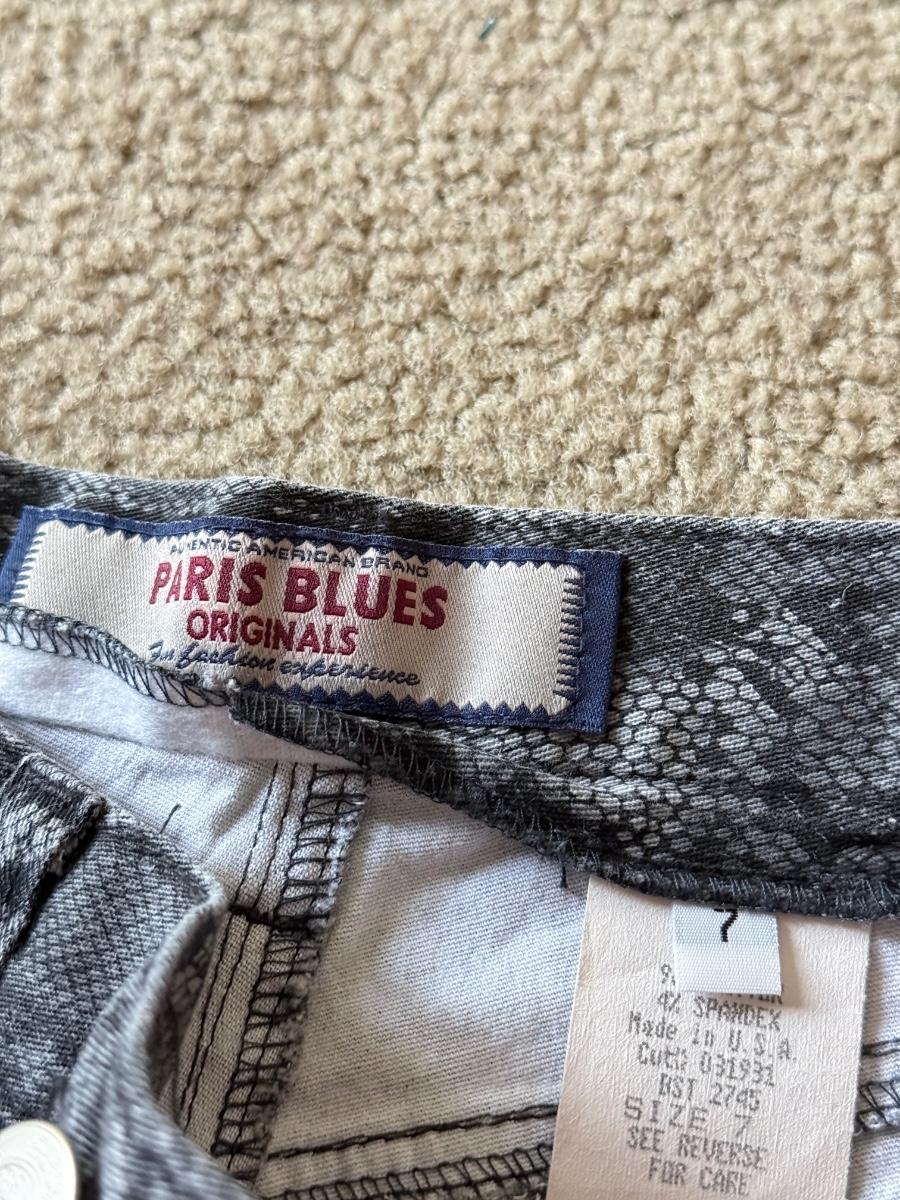 AUTENTIC AMERICAN BRAND
PARIS BLUES
ORIGINALS
In fashion experience
7
4% SPANDEX
Made in U.S.A.
Cut: 031931
RST 2745
SIZE 7
SEE REVERSE
FOR CARE